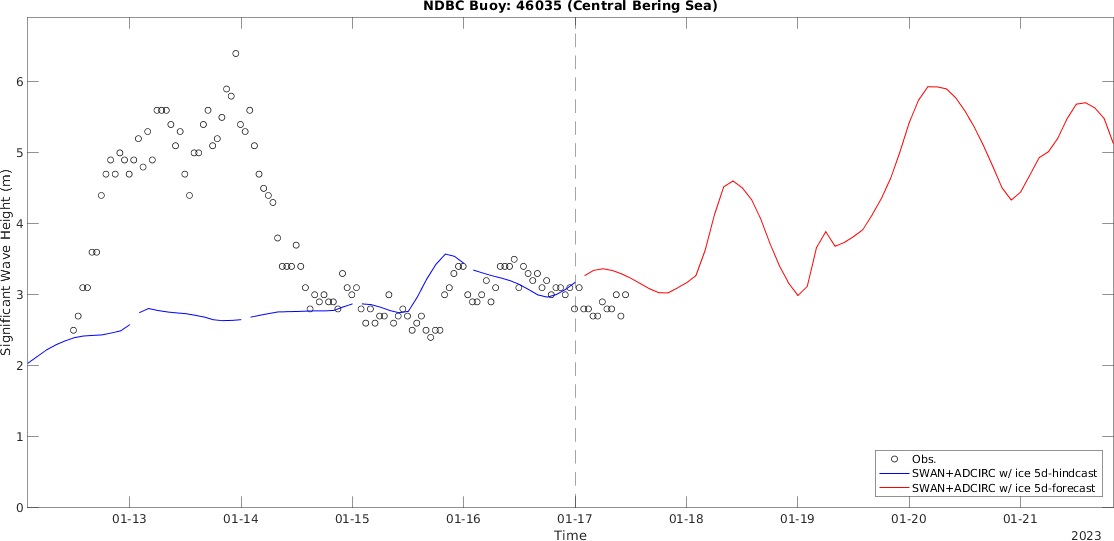 NDBC Buoy: 46035 (Central Bering Sea)
Significant Wave Height (m)
6
5
4
3
2
1
0
Obs.
SWAN+ADCIRC w/ ice 5d-hindcast
SWAN+ADCIRC w/ ice 5d-forecast
01-13 01-14 01-15 01-16 01-17 01-18 01-19 01-20 01-21
Time
2023